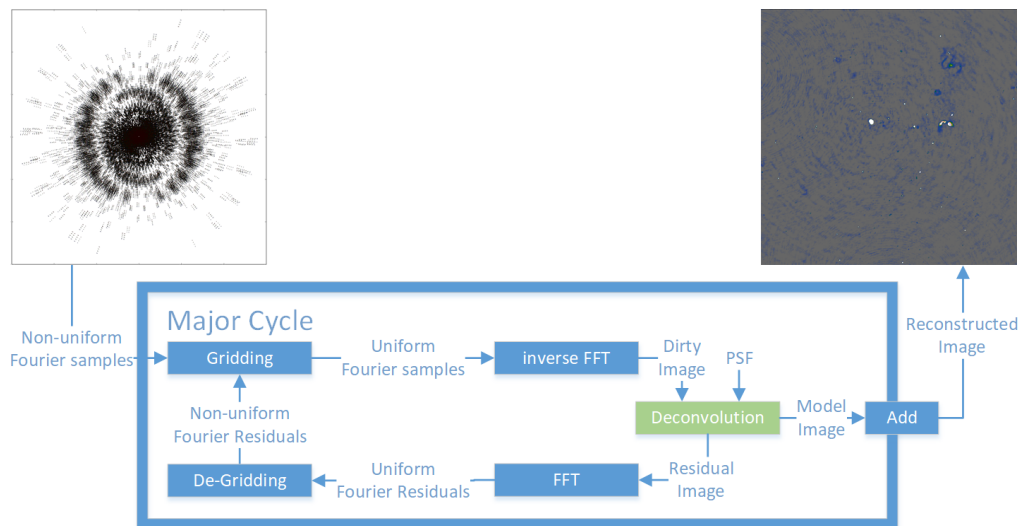 Major Cycle
Non-uniform
Fourier samples
Gridding
Uniform
Fourier samples
inverse FFT
Dirty
Image
PSF
Reconstructed
Image
Non-uniform
Fourier Residuals
Deconvolution
Model
Image
Add
De-Gridding
Uniform
Fourier Residuals
FFT
Residual
Image